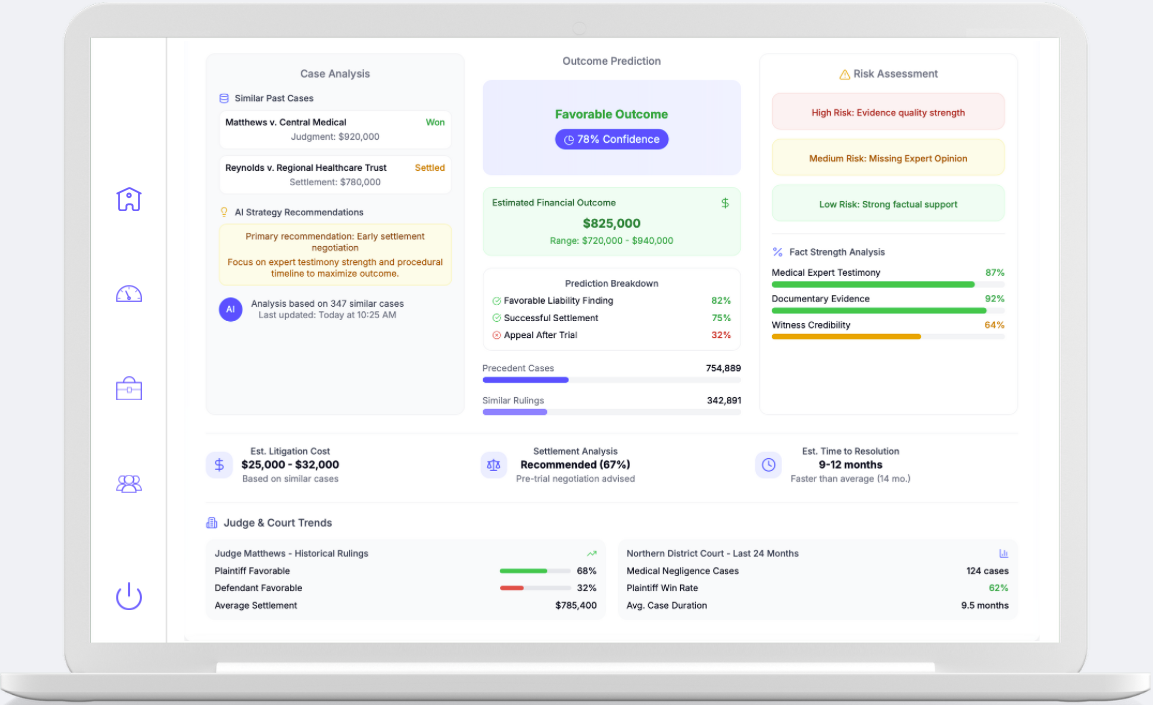 Case Analysis
Similar Past Cases
Matthews v. Central Medical Won
Judgment: $920,000
Reynolds v. Regional Healthcare Trust Settled
Settlement: $780,000
AI Strategy Recommendations
Primary recommendation: Early settlement
negotiation
Focus on expert testimony strength and procedural
timeline to maximize outcome.
AI
Analysis based on 347 similar cases
Last updated: Today at 10:25 AM
Outcome Prediction
Favorable Outcome
78% Confidence
Estimated Financial Outcome $
$825,000
Range: $720,000 - $940,000
Prediction Breakdown
Favorable Liability Finding 82%
Successful Settlement 75%
Appeal After Trial 32%
Precedent Cases 754,889
Similar Rulings 342,891
Risk Assessment
High Risk: Evidence quality strength
Medium Risk: Missing Expert Opinion
Low Risk: Strong factual support
Fact Strength Analysis
Medical Expert Testimony 87%
Documentary Evidence 92%
Witness Credibility 64%
$
Est. Litigation Cost
$25,000 - $32,000
Based on similar cases
Settlement Analysis
Recommended (67%)
Pre-trial negotiation advised
Est. Time to Resolution
9-12 months
Faster than average (14 mo.)
Judge & Court Trends
Judge Matthews - Historical Rulings
Plaintiff Favorable 68%
Defendant Favorable 32%
Average Settlement $785,400
Northern District Court - Last 24 Months
Medical Negligence Cases 124 cases
Plaintiff Win Rate 62%
Avg. Case Duration 9.5 months